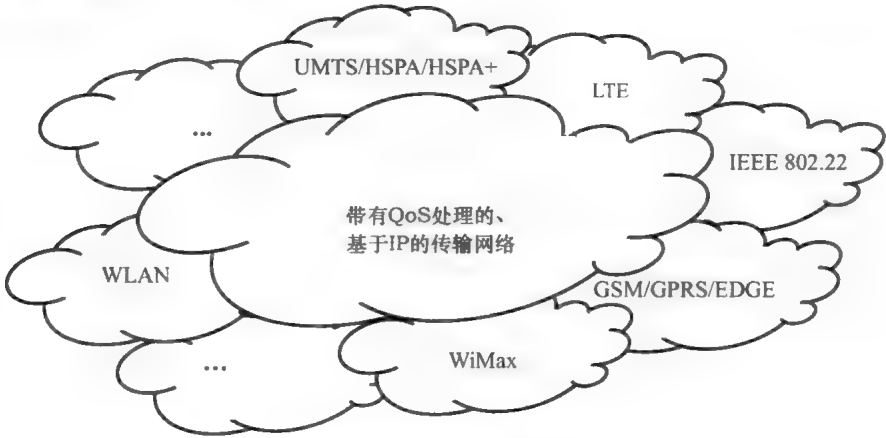 UMTS/HSPA/HSPA+
LTE
...
IEEE 802.22
带有QoS处理的、
基于IP的传输网络
WLAN
GSM/GPRS/EDGE
...
WiMax